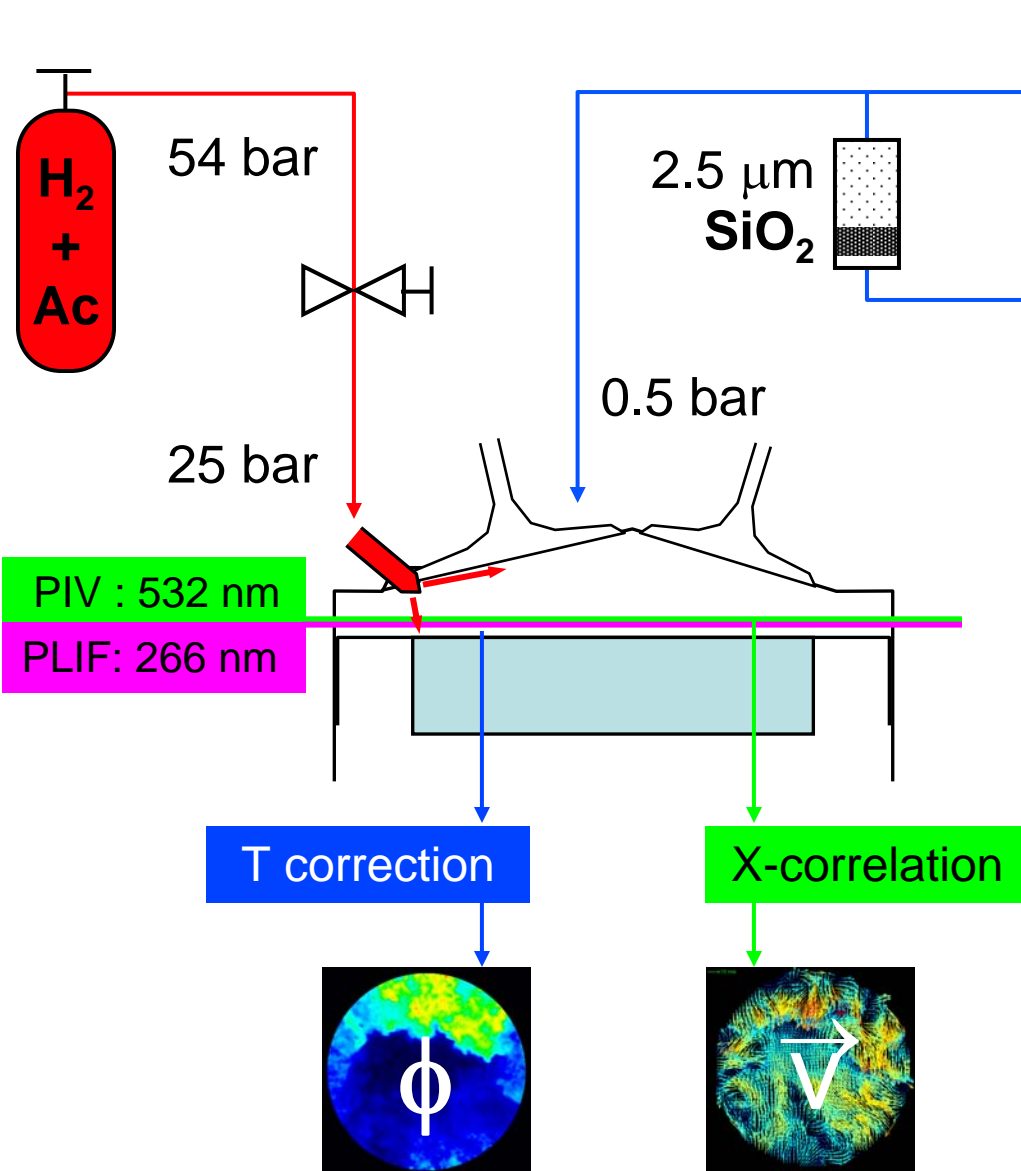 H₂
+
Ac
54 bar
2.5 μm
SiO₂
0.5 bar
25 bar
PIV : 532 nm
PLIF: 266 nm
T correction
X-correlation
ϕ
V⃗